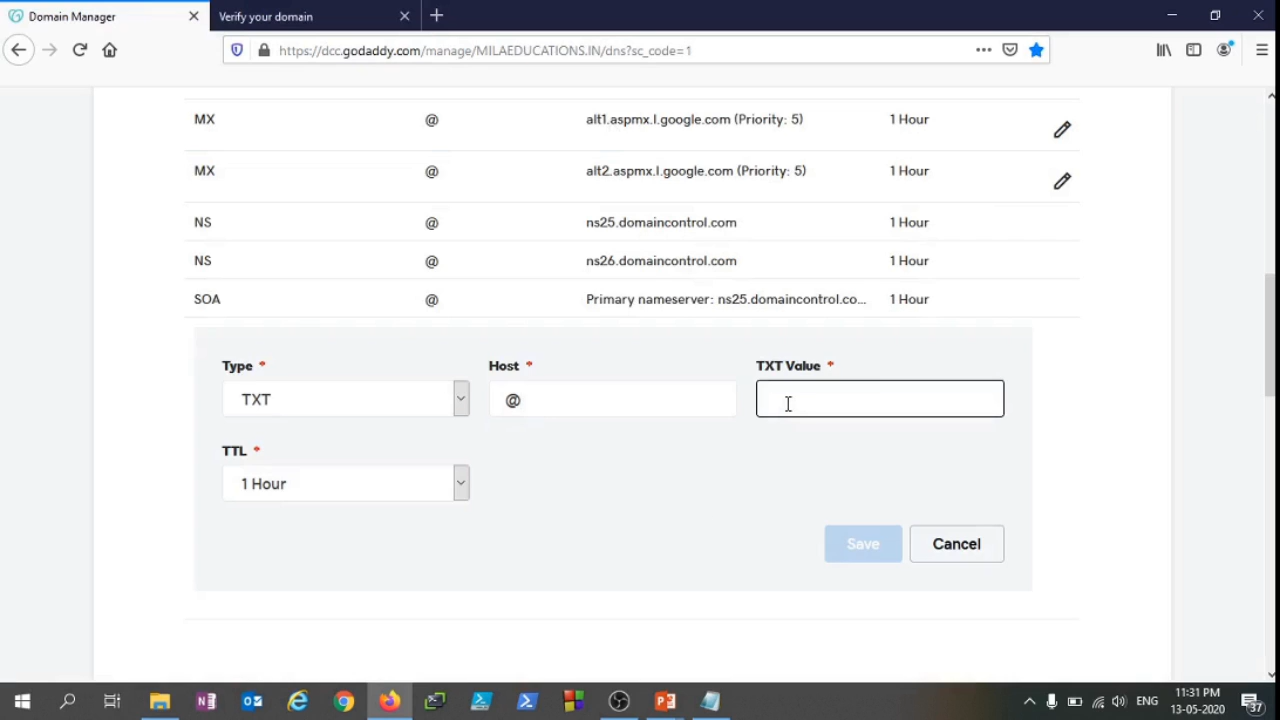 Domain Manager
Verify your domain
https://dcc.godaddy.com/manage/MILAEDUCATIONS.IN/dns?sc_code=1
MX @ alt1.aspmx.l.google.com (Priority: 5) 1 Hour
MX @ alt2.aspmx.l.google.com (Priority: 5) 1 Hour
NS @ ns25.domaincontrol.com 1 Hour
NS @ ns26.domaincontrol.com 1 Hour
SOA @ Primary nameserver: ns25.domaincontrol.co... 1 Hour
Type * Host * TXT Value *
TXT @
TTL *
1 Hour
Save Cancel
ENG 11:31 PM
13-05-2020
37